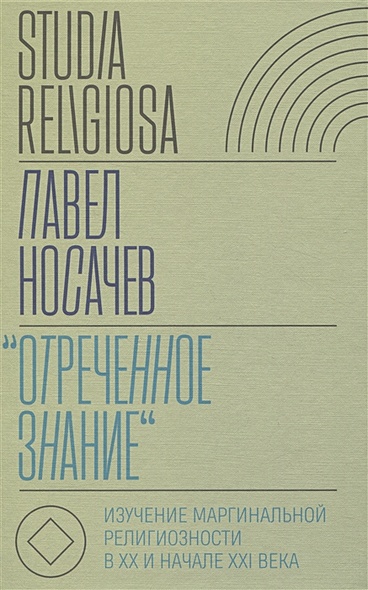 STUDIA
RELIGIOSA
ПАВЕЛ
НОСАЧЕВ
“ОТРЕЧЕННОЕ
ЗНАНИЕ“
ИЗУЧЕНИЕ МАРГИНАЛЬНОЙ
РЕЛИГИОЗНОСТИ
В XX И НАЧАЛЕ XXI ВЕКА